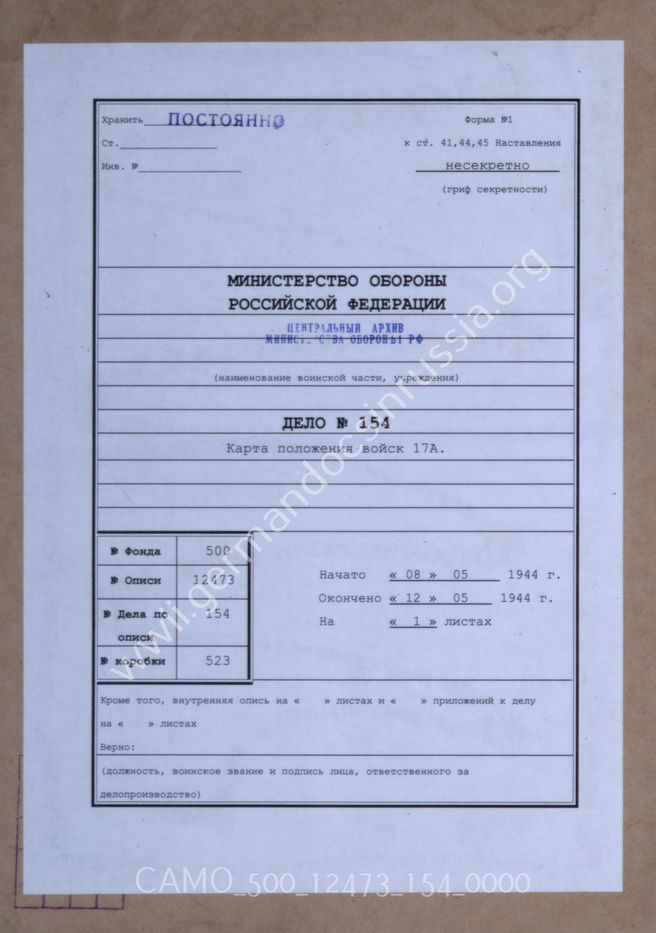 Хранить ПОСТОЯННО
Форма №1
Ст.
к ст. 41,44,45 Наставления
Инв. №
несекретно
(гриф секретности)
МИНИСТЕРСТВО ОБОРОНЫ
РОССИЙСКОЙ ФЕДЕРАЦИИ
ЦЕНТРАЛЬНЫЙ АРХИВ
МИНИСТЕРСТВА ОБОРОНЫ РФ
(наименование воинской части, учреждения)
ДЕЛО № 154
Карта положения войск 17А.
№ Фонда 500
№ Описи 12473
№ Дела по
описи 154
№ коробки 523
Начато « 08 » 05 1944 г.
Окончено « 12 » 05 1944 г.
На « 1 » листах
Кроме того, внутренняя опись на « » листах и « » приложений к делу
на « » листах
Верно:
(должность, воинское звание и подпись лица, ответственного за
делопроизводство)
wwii.germandocsinrussia.org
CAMO_500_12473_154_0000